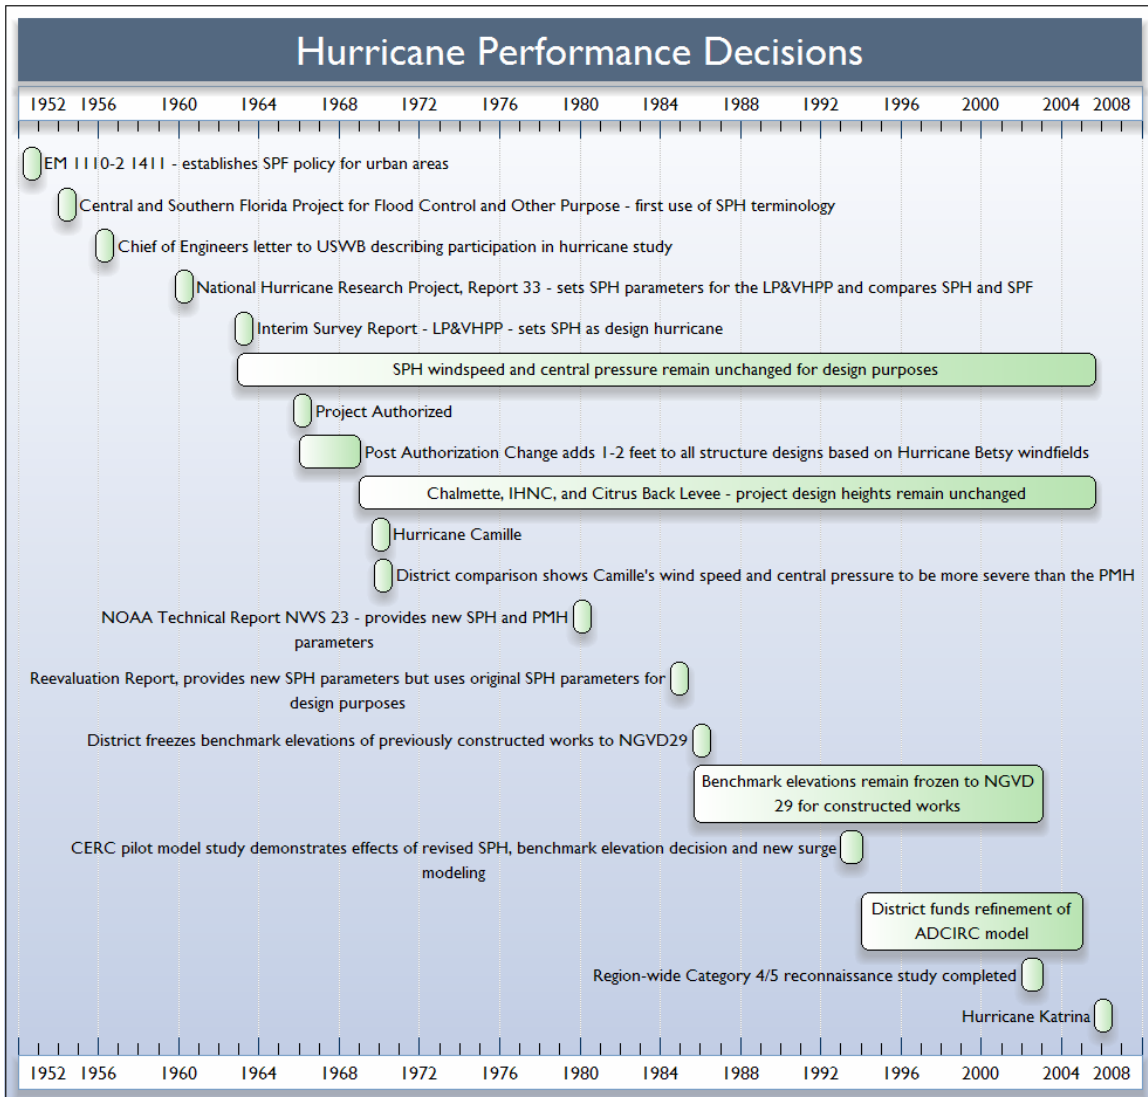 Hurricane Performance Decisions
1952 1956 1960 1964 1968 1972 1976 1980 1984 1988 1992 1996 2000 2004 2008
EM 1110-2 1411 - establishes SPF policy for urban areas
Central and Southern Florida Project for Flood Control and Other Purpose - first use of SPH terminology
Chief of Engineers letter to USWB describing participation in hurricane study
National Hurricane Research Project, Report 33 - sets SPH parameters for the LP&VHPP and compares SPH and SPF
Interim Survey Report - LP&VHPP - sets SPH as design hurricane
SPH windspeed and central pressure remain unchanged for design purposes
Project Authorized
Post Authorization Change adds 1-2 feet to all structure designs based on Hurricane Betsy windfields
Chalmette, IHNC, and Citrus Back Levee - project design heights remain unchanged
Hurricane Camille
District comparison shows Camille's wind speed and central pressure to be more severe than the PMH
NOAA Technical Report NWS 23 - provides new SPH and PMH
parameters
Reevaluation Report, provides new SPH parameters but uses original SPH parameters for
design purposes
District freezes benchmark elevations of previously constructed works to NGVD29
Benchmark elevations remain frozen to NGVD
29 for constructed works
CERC pilot model study demonstrates effects of revised SPH, benchmark elevation decision and new surge
modeling
District funds refinement of
ADCIRC model
Region-wide Category 4/5 reconnaissance study completed
Hurricane Katrina
1952 1956 1960 1964 1968 1972 1976 1980 1984 1988 1992 1996 2000 2004 2008